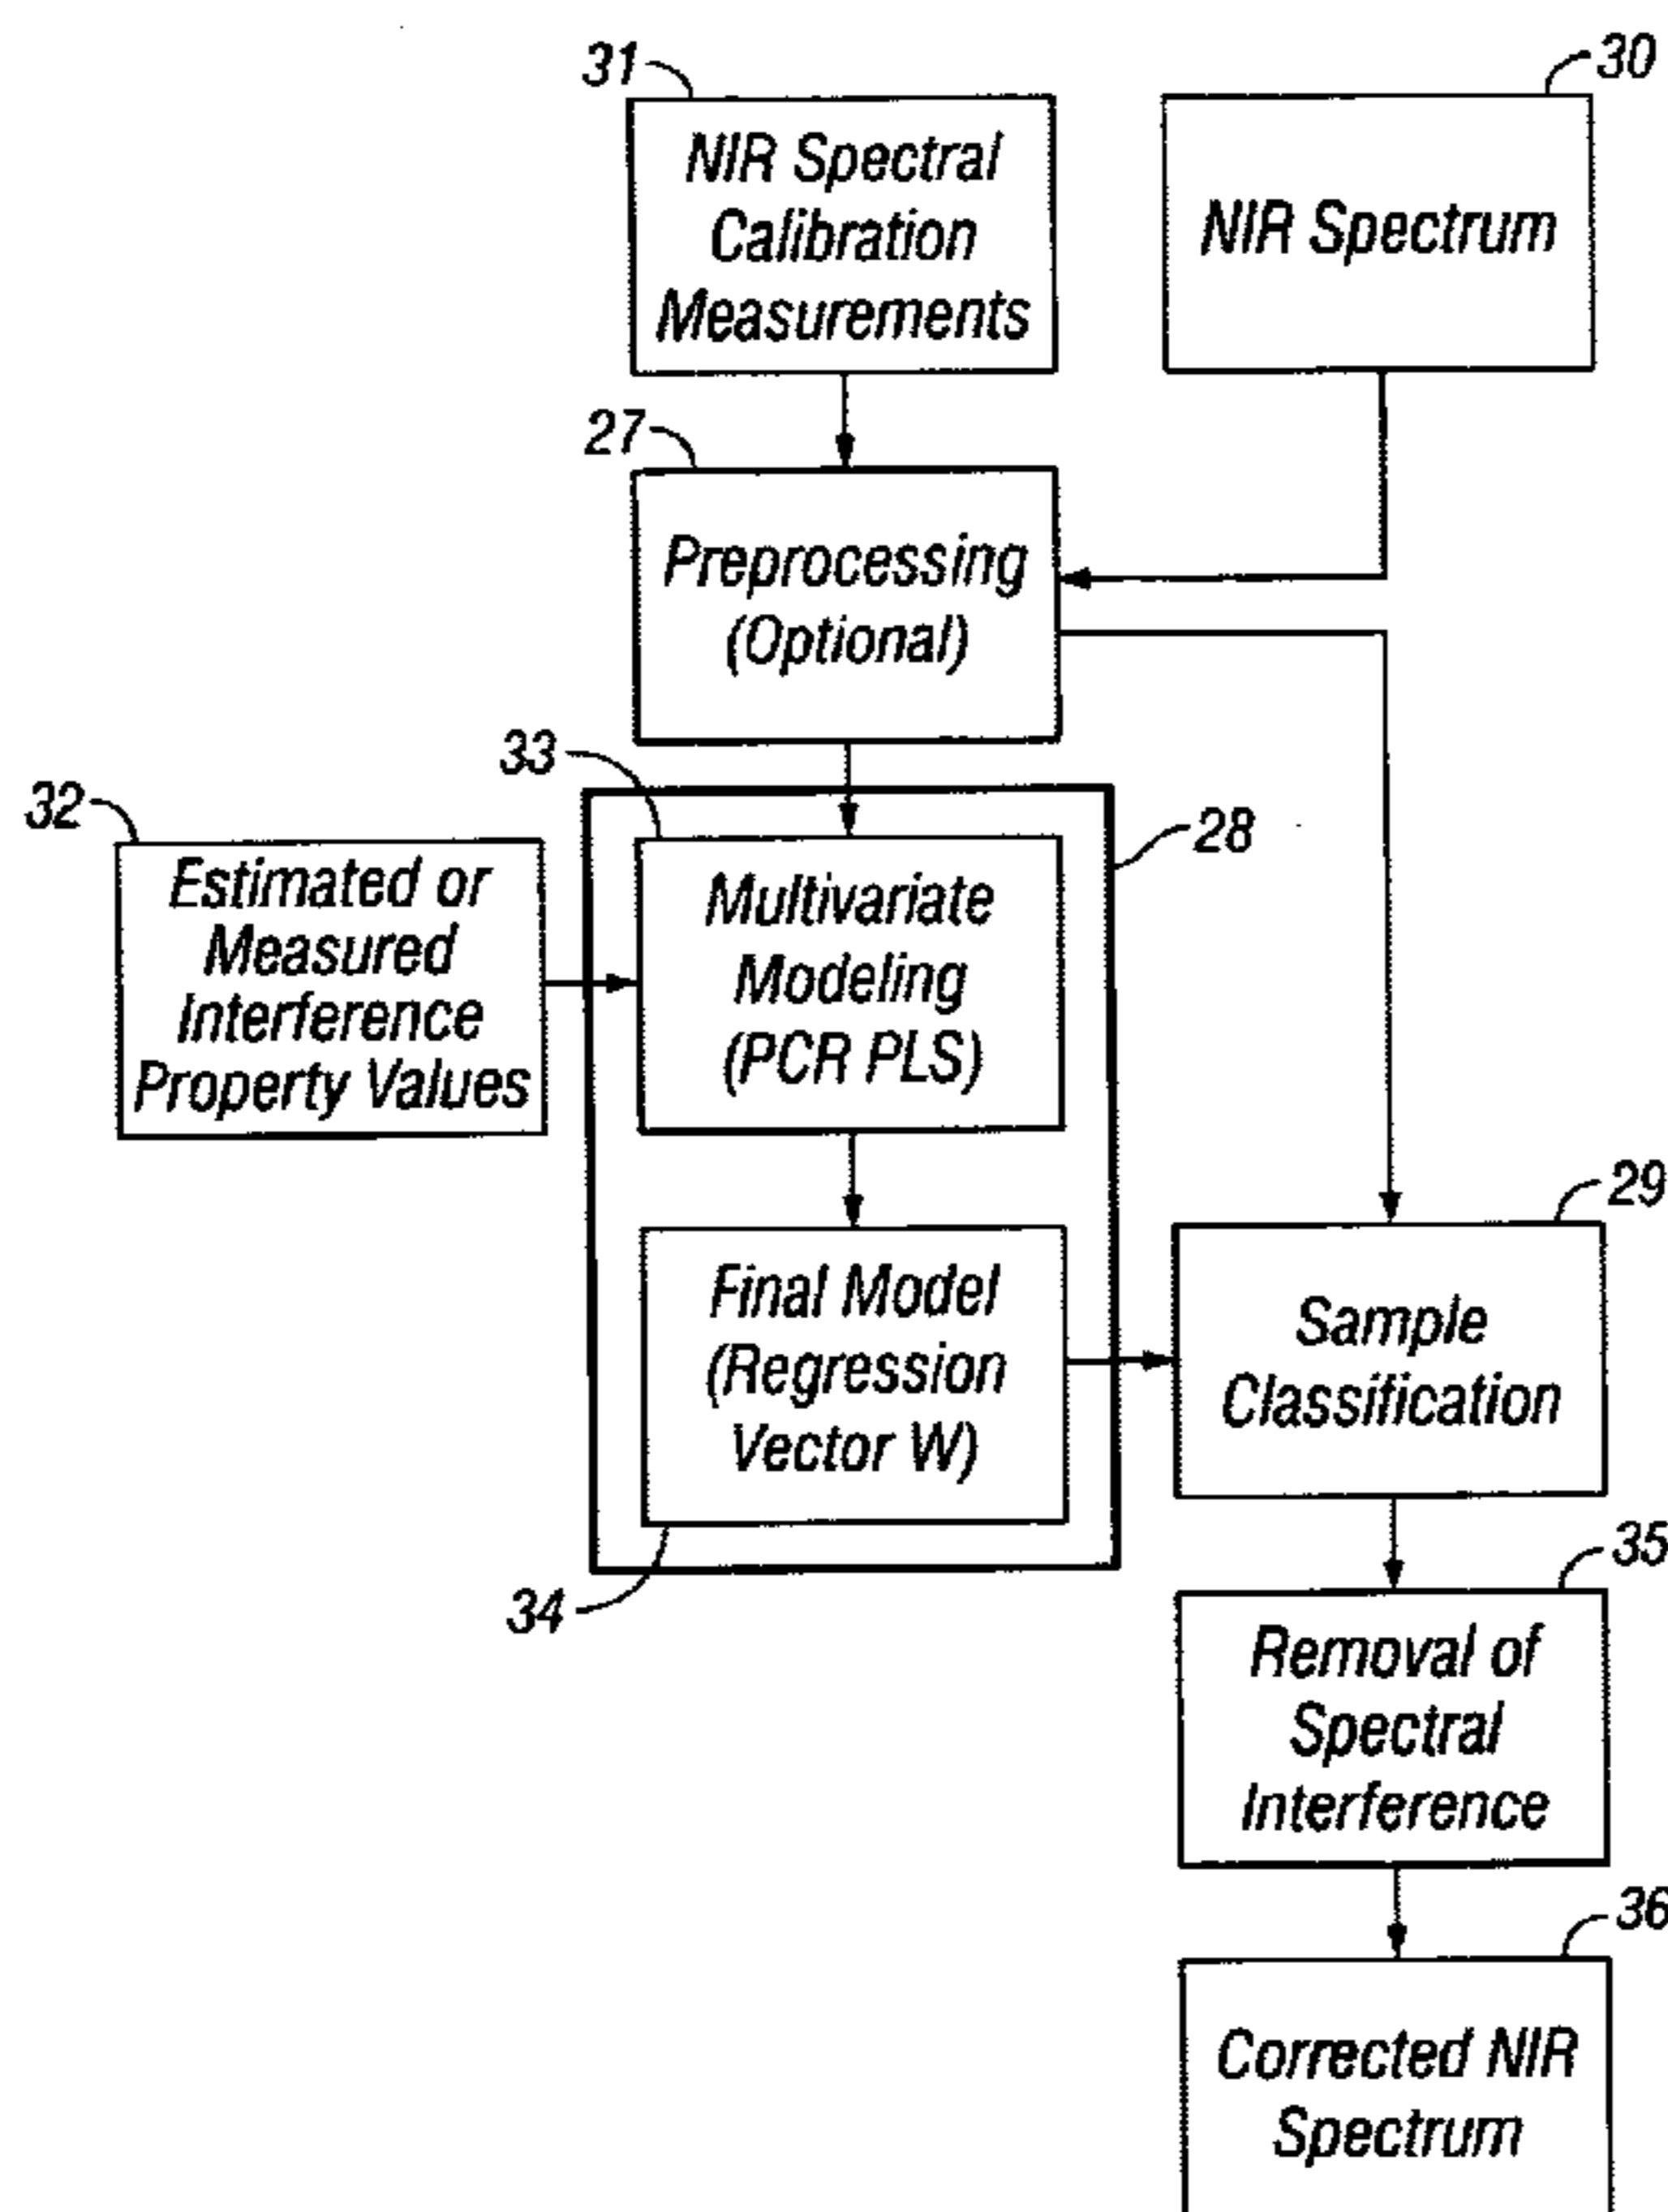 31
NIR Spectral
Calibration
Measurements
30
NIR Spectrum
27
Preprocessing
(Optional)
33
28
32
Estimated or
Measured
Interference
Property Values
Multivariate
Modeling
(PCR PLS)
Final Model
(Regression
Vector W)
34
29
Sample
Classification
35
Removal of
Spectral
Interference
36
Corrected NIR
Spectrum